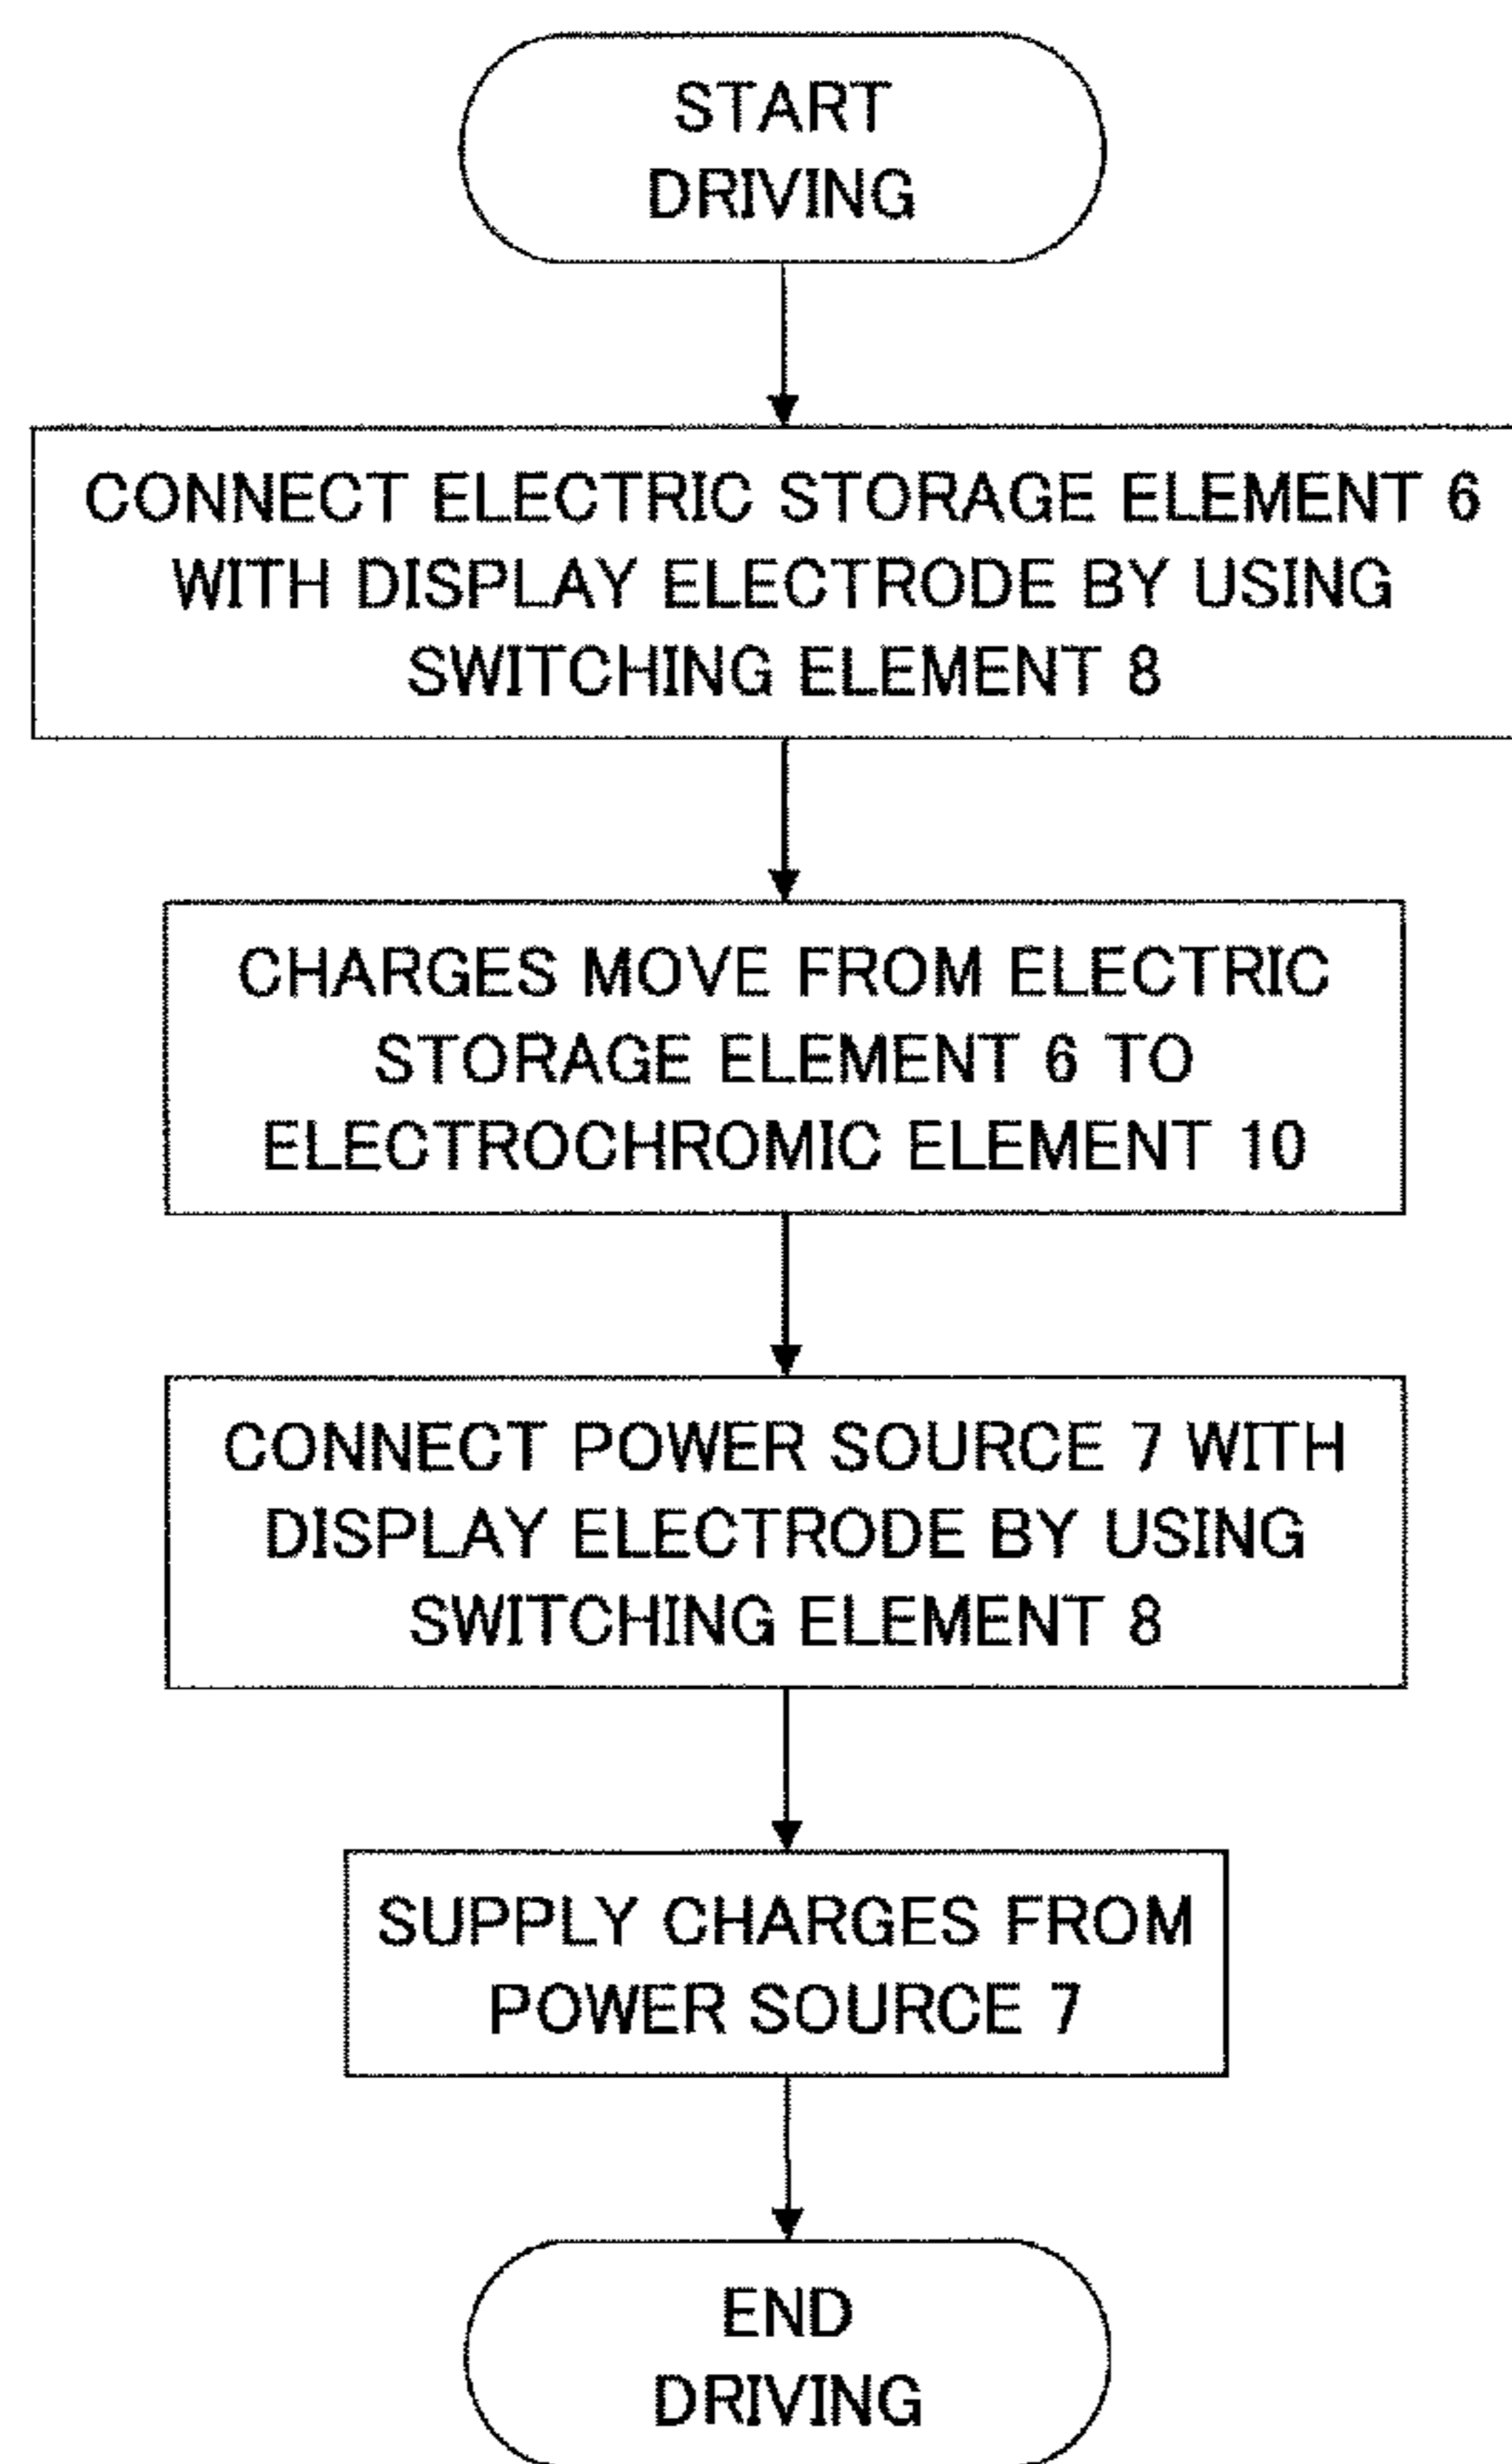 START
DRIVING
CONNECT ELECTRIC STORAGE ELEMENT 6
WITH DISPLAY ELECTRODE BY USING
SWITCHING ELEMENT 8
CHARGES MOVE FROM ELECTRIC
STORAGE ELEMENT 6 TO
ELECTROCHROMIC ELEMENT 10
CONNECT POWER SOURCE 7 WITH
DISPLAY ELECTRODE BY USING
SWITCHING ELEMENT 8
SUPPLY CHARGES FROM
POWER SOURCE 7
END
DRIVING